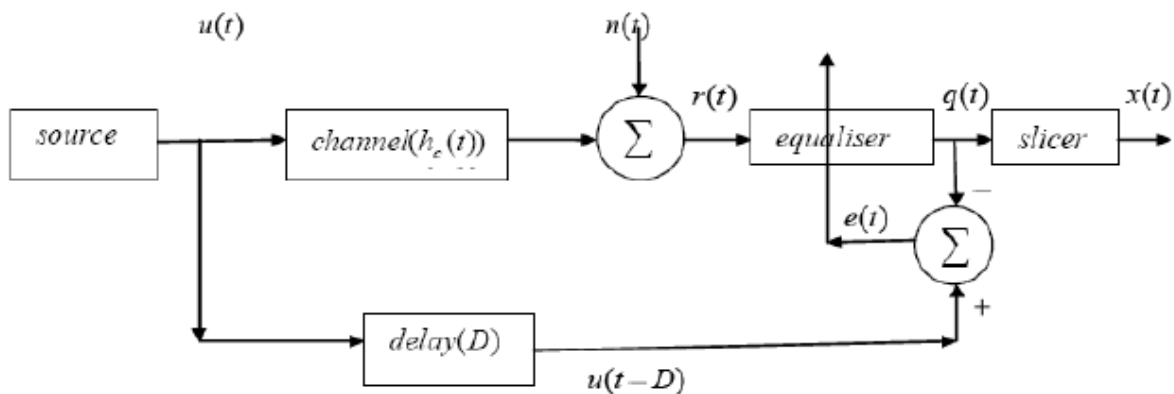 u(t)
n(t)
r(t)
q(t)
x(t)
source
channel(h_c(t))
Σ
equaliser
slicer
−
e(t)
Σ
+
delay(D)
u(t−D)